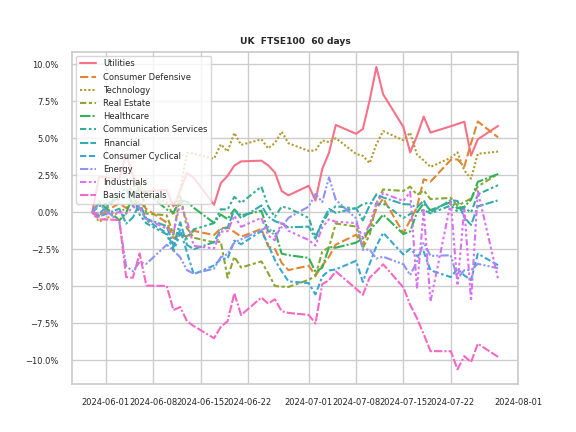 UK FTSE100 60 days
10.0%
7.5%
5.0%
2.5%
0.0%
−2.5%
−5.0%
−7.5%
−10.0%
Utilities
Consumer Defensive
Technology
Real Estate
Healthcare
Communication Services
Financial
Consumer Cyclical
Energy
Industrials
Basic Materials
2024-06-01
2024-06-08
2024-06-15
2024-06-22
2024-07-01
2024-07-08
2024-07-15
2024-07-22
2024-08-01